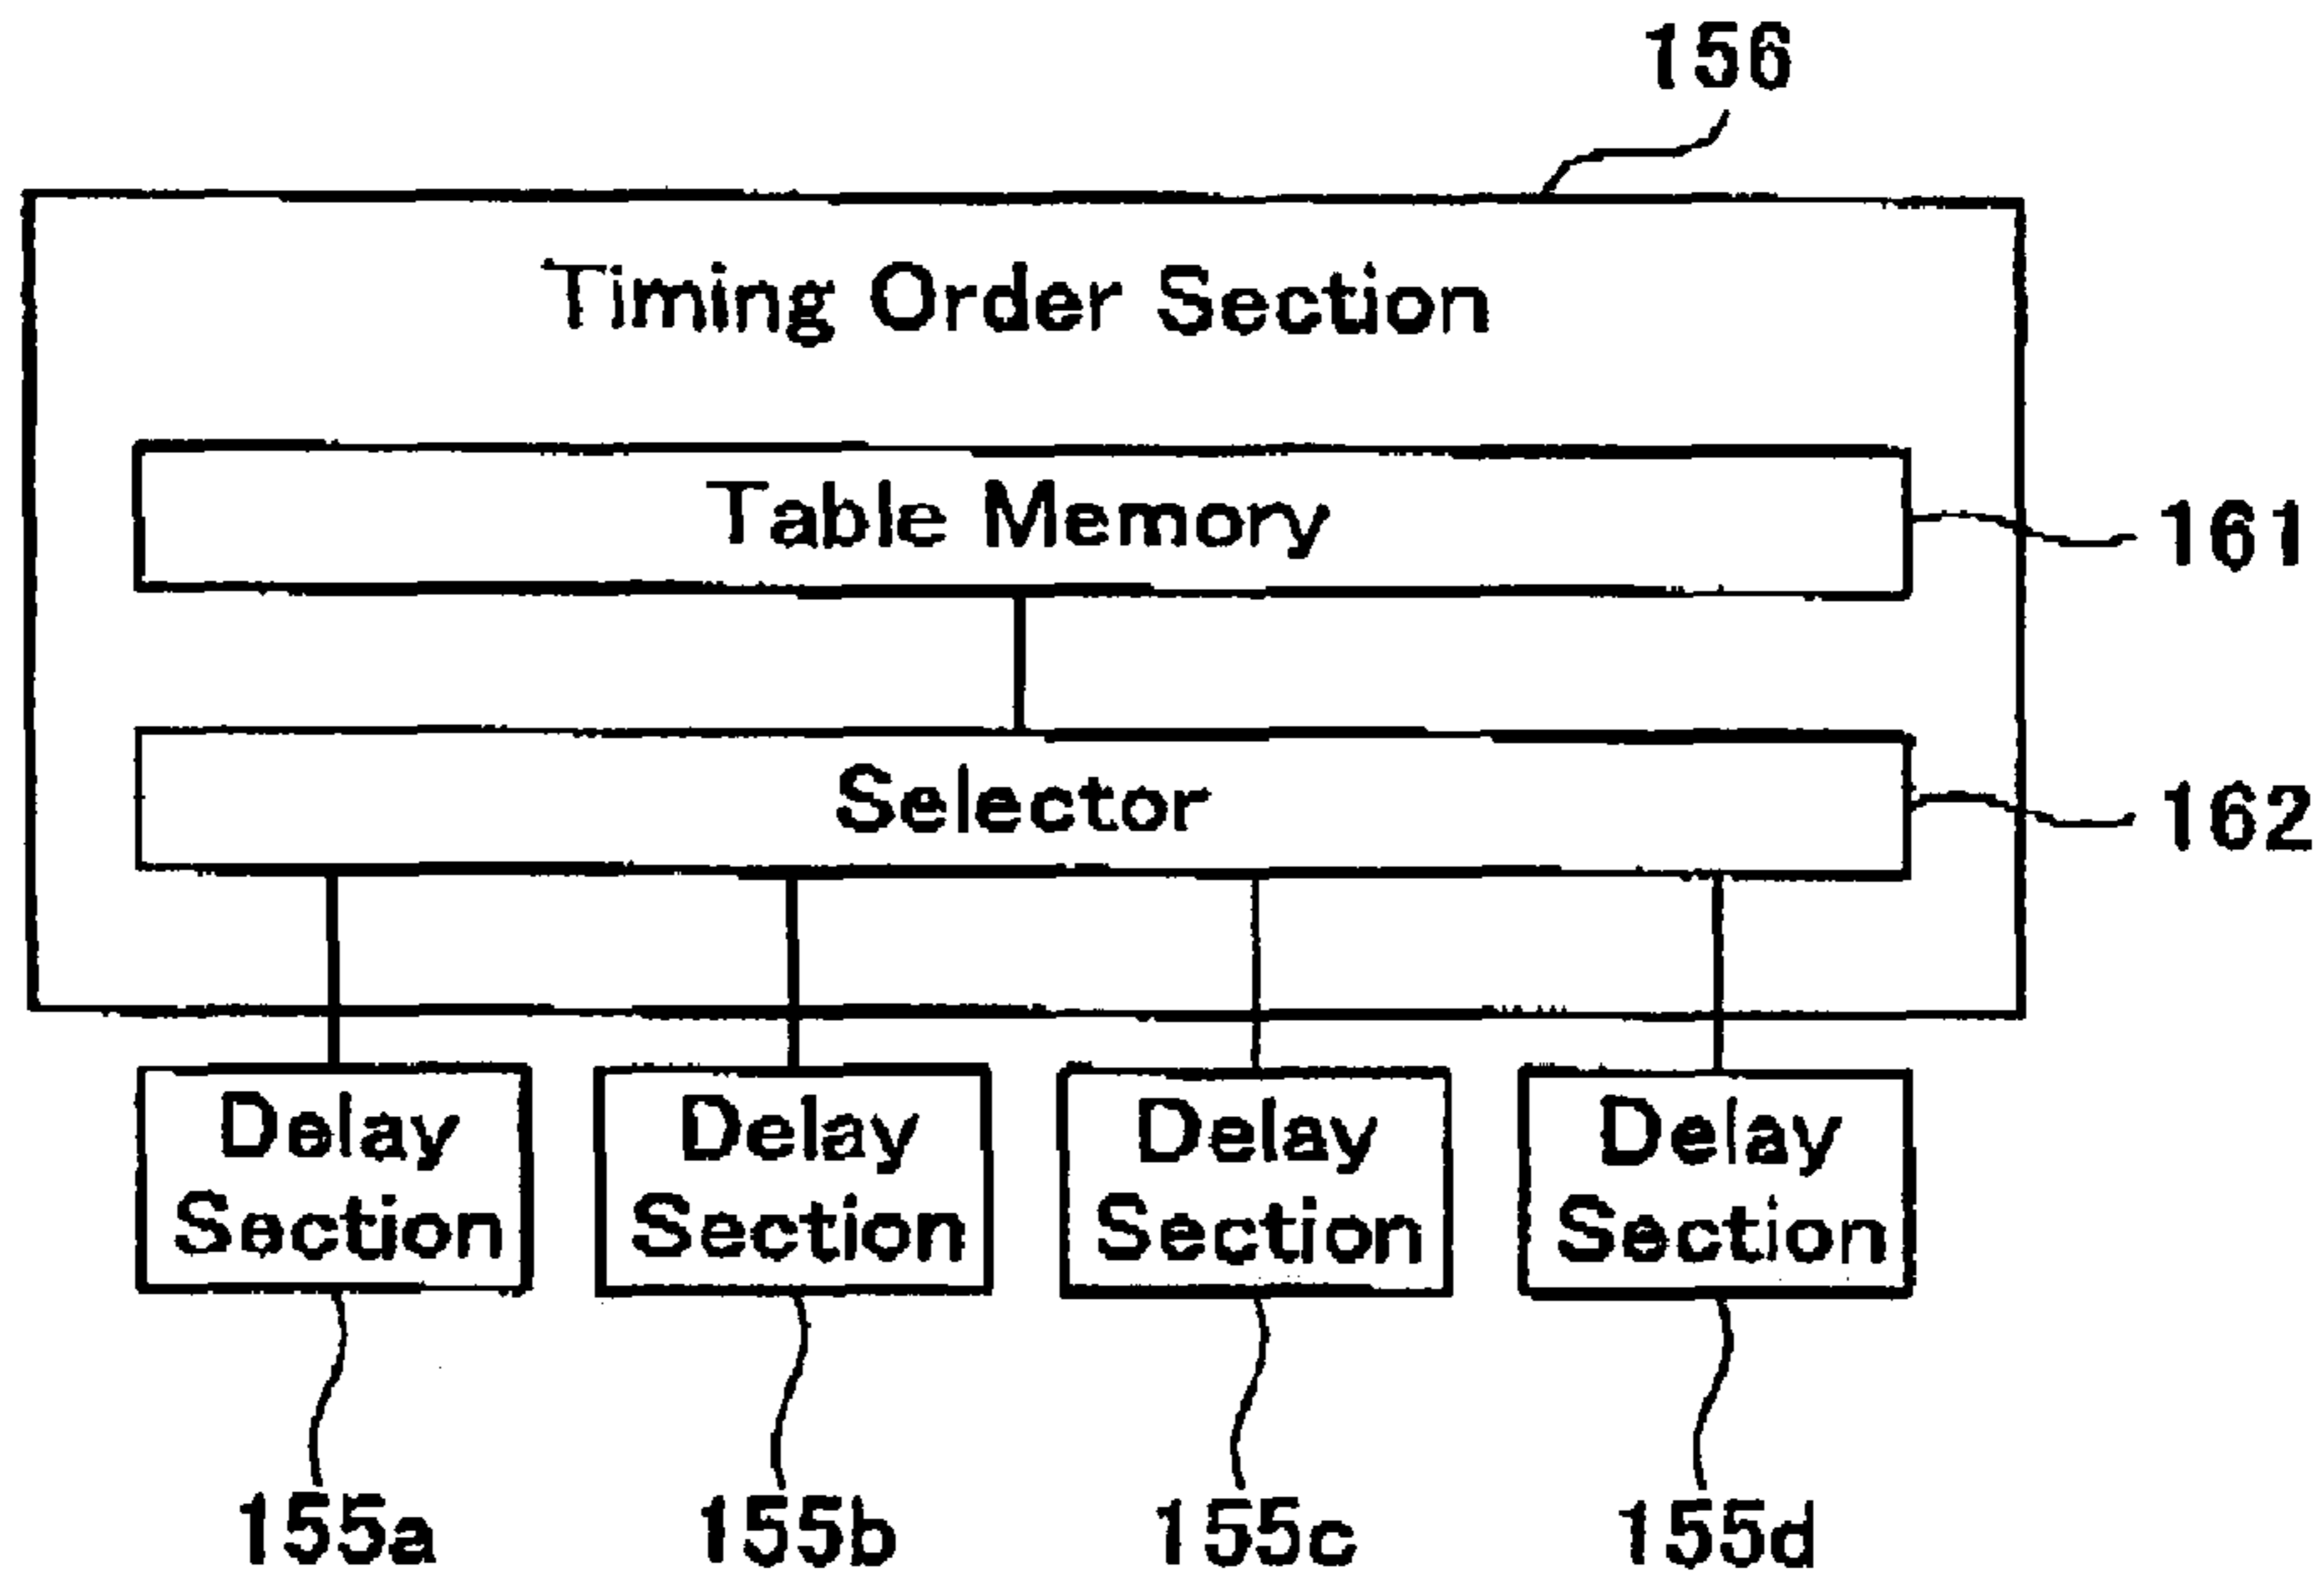 156
Timing Order Section
Table Memory
161
Selector
162
Delay Section
Delay Section
Delay Section
Delay Section
155a
155b
155c
155d